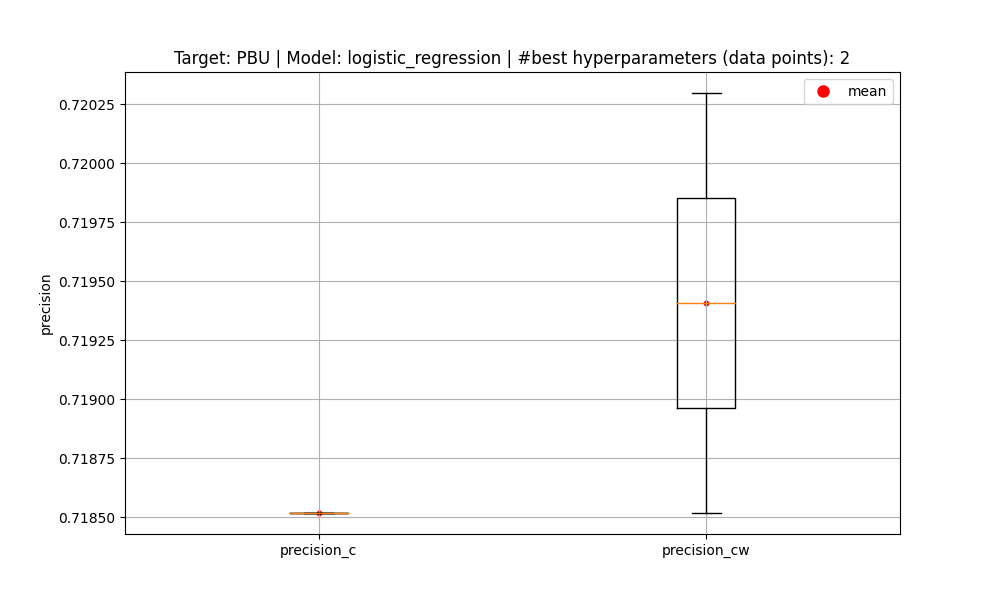 Target: PBU | Model: logistic_regression | #best hyperparameters (data points): 2
mean
0.72025
0.72000
0.71975
0.71950
0.71925
0.71900
0.71875
0.71850
precision
precision_c
precision_cw